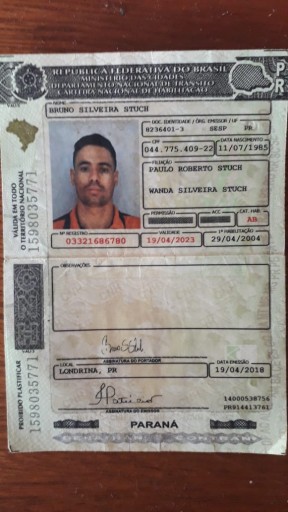 REPÚBLICA FEDERATIVA DO BRASIL
MINISTÉRIO DAS CIDADES
DEPARTAMENTO NACIONAL DE TRÂNSITO
CARTEIRA NACIONAL DE HABILITAÇÃO
PR
NOME
BRUNO SILVEIRA STUCH
DOC. IDENTIDADE / ÓRG. EMISSOR / UF
8236401-3 SESP PR
CPF
044.775.409-22
DATA NASCIMENTO
11/07/1985
FILIAÇÃO
PAULO ROBERTO STUCH
WANDA SILVEIRA STUCH
PERMISSÃO
ACC
CAT. HAB.
AB
Nº REGISTRO
03321686780
VALIDADE
19/04/2023
1ª HABILITAÇÃO
29/04/2004
VÁLIDA EM TODO
O TERRITÓRIO NACIONAL
1598035771
OBSERVAÇÕES
ASSINATURA DO PORTADOR
LOCAL
LONDRINA, PR
DATA EMISSÃO
19/04/2018
ASSINATURA DO EMISSOR
14000538756
PR914413761
PROIBIDO PLASTIFICAR
1598035771
PARANÁ